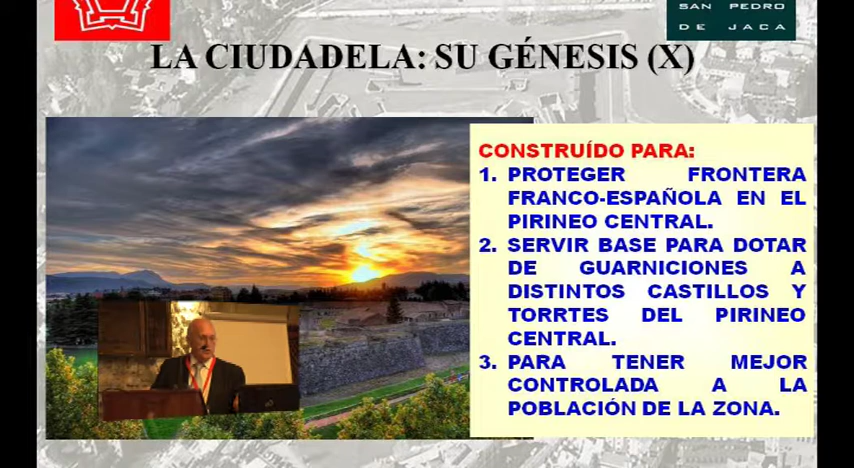 SAN PEDRO
DE JACA
LA CIUDADELA: SU GÉNESIS (X)
CONSTRUÍDO PARA:
1. PROTEGER FRONTERA
FRANCO-ESPAÑOLA EN EL
PIRINEO CENTRAL.
2. SERVIR BASE PARA DOTAR
DE GUARNICIONES A
DISTINTOS CASTILLOS Y
TORRTES DEL PIRINEO
CENTRAL.
3. PARA TENER MEJOR
CONTROLADA A LA
POBLACIÓN DE LA ZONA.